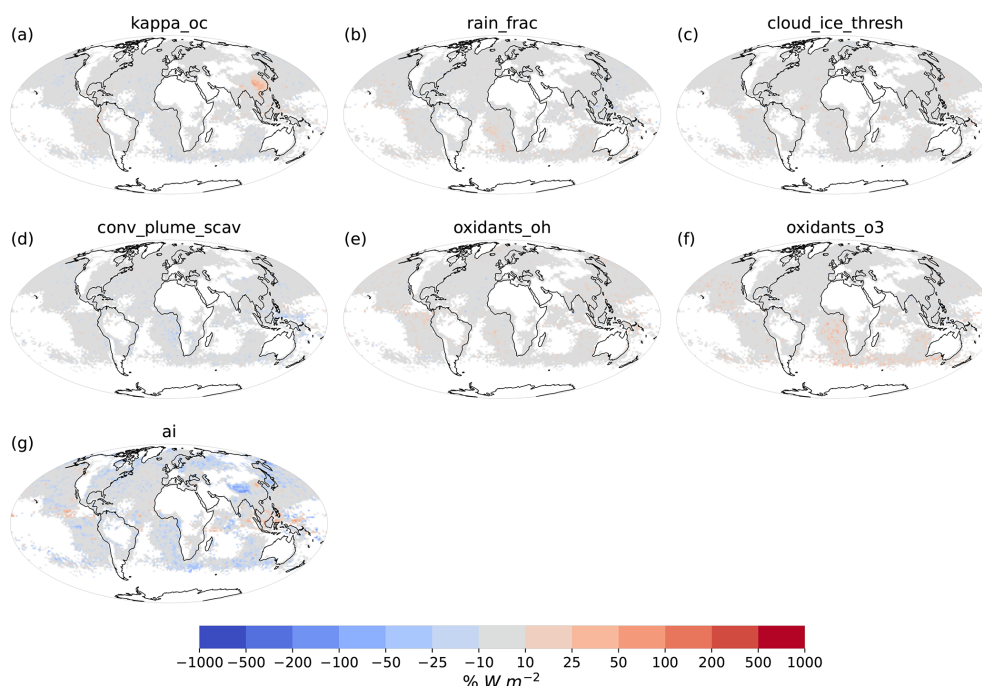 (a) kappa_oc
(b) rain_frac
(c) cloud_ice_thresh
(d) conv_plume_scav
(e) oxidants_oh
(f) oxidants_o3
(g) ai
−1000 −500 −200 −100 −50 −25 −10 10 25 50 100 200 500 1000
% W m⁻²